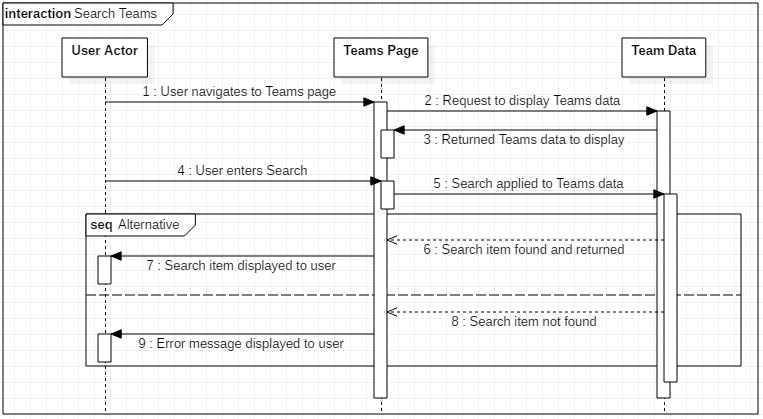 interaction Search Teams
User Actor
Teams Page
Team Data
1 : User navigates to Teams page
2 : Request to display Teams data
3 : Returned Teams data to display
4 : User enters Search
5 : Search applied to Teams data
seq Alternative
6 : Search item found and returned
7 : Search item displayed to user
8 : Search item not found
9 : Error message displayed to user